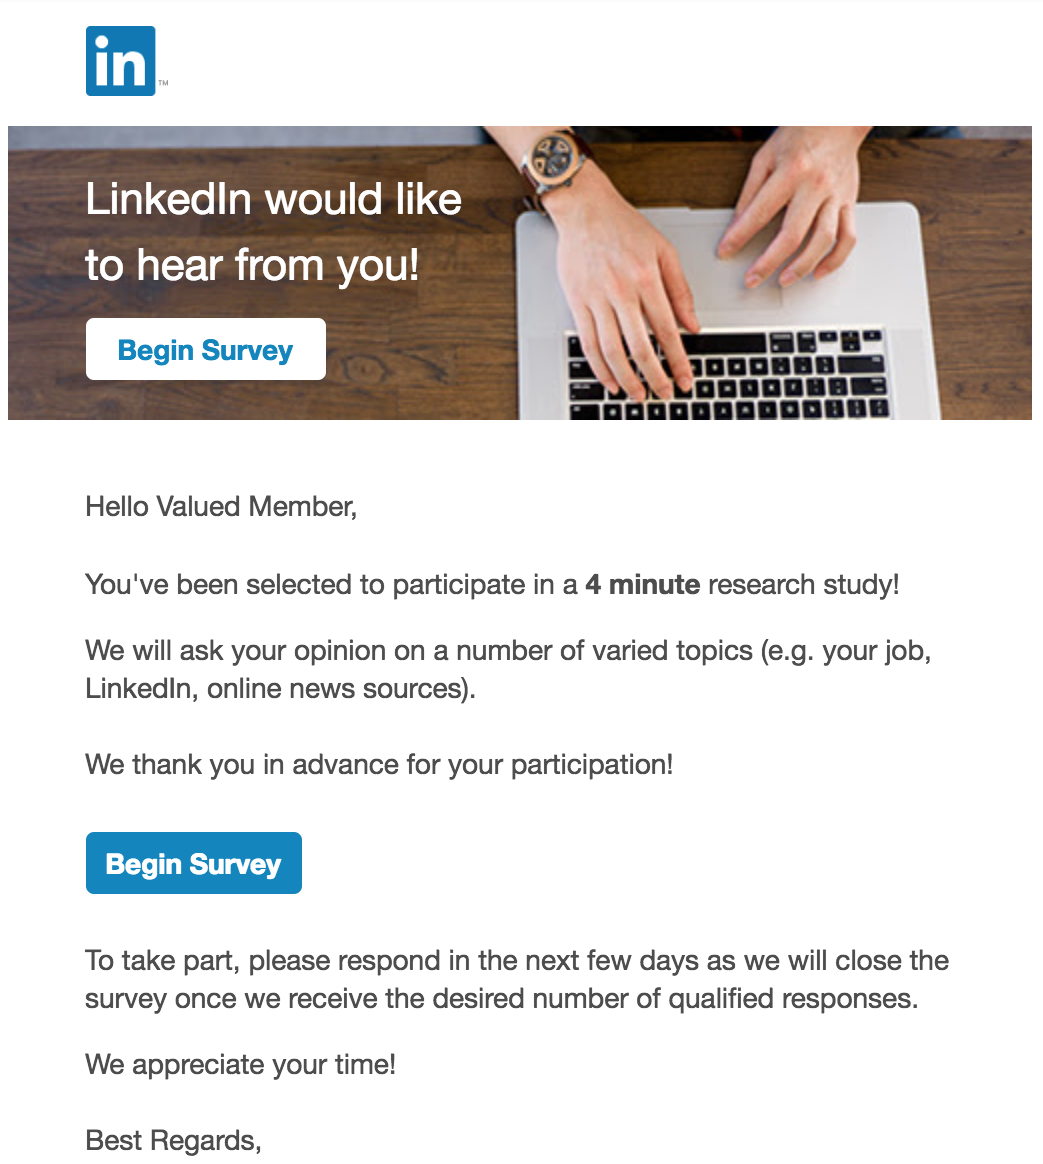 in™
LinkedIn would like
to hear from you!
Begin Survey
Hello Valued Member,
You've been selected to participate in a 4 minute research study!
We will ask your opinion on a number of varied topics (e.g. your job,
LinkedIn, online news sources).
We thank you in advance for your participation!
Begin Survey
To take part, please respond in the next few days as we will close the
survey once we receive the desired number of qualified responses.
We appreciate your time!
Best Regards,